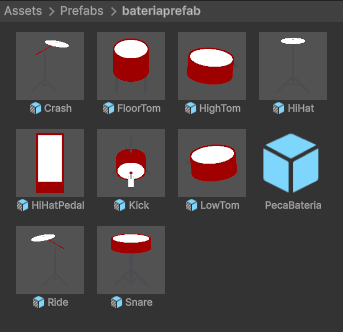 Assets > Prefabs > bateriaprefab
Crash FloorTom HighTom HiHat
HiHatPedal Kick LowTom PecaBateria
Ride Snare